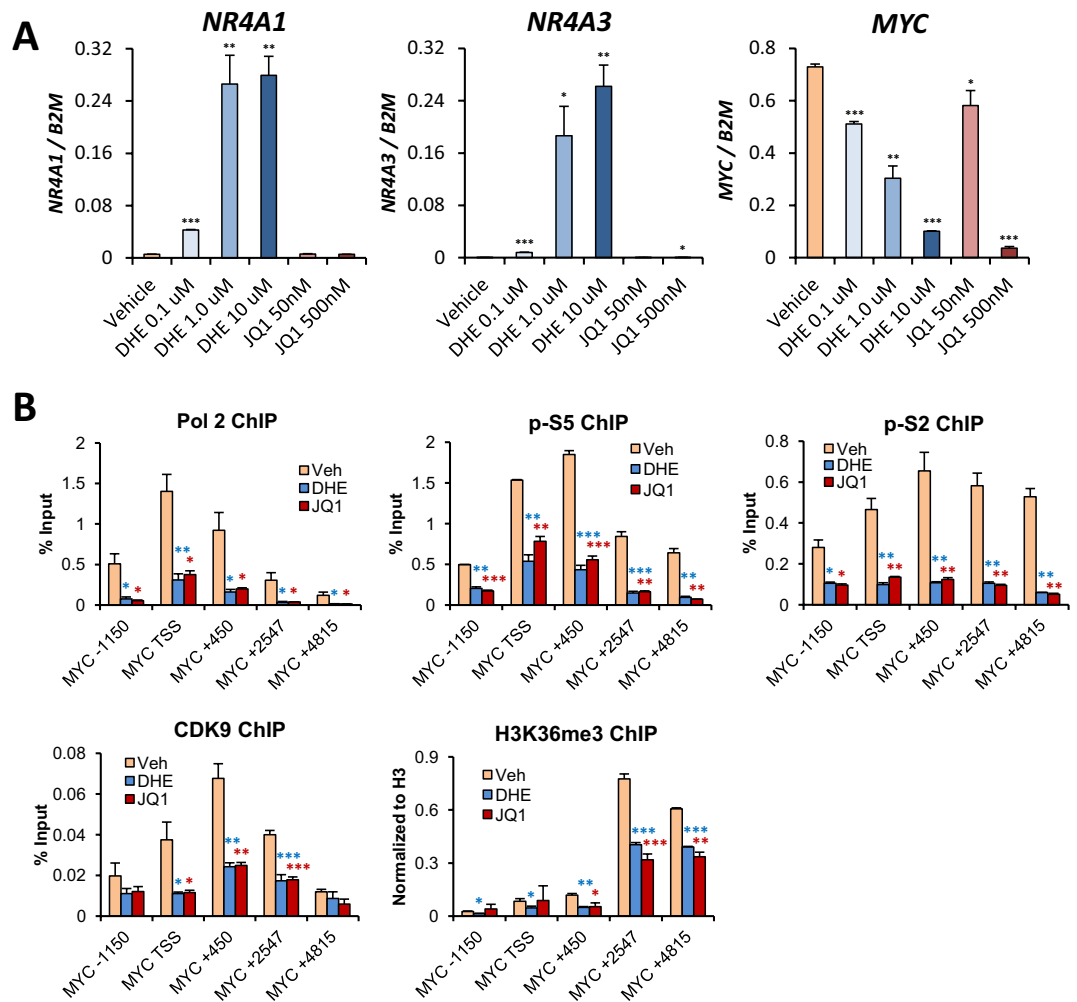 A
NR4A1
NR4A1 / B2M
0.32
0.24
0.16
0.08
0
**
**
***
Vehicle
DHE 0.1 uM
DHE 1.0 uM
DHE 10 uM
JQ1 50nM
JQ1 500nM
NR4A3
NR4A3 / B2M
0.32
0.24
0.16
0.08
0
***
*
**
*
Vehicle
DHE 0.1 uM
DHE 1.0 uM
DHE 10 uM
JQ1 50nM
JQ1 500nM
MYC
MYC / B2M
0.8
0.6
0.4
0.2
0
***
**
***
*
***
Vehicle
DHE 0.1 uM
DHE 1.0 uM
DHE 10 uM
JQ1 50nM
JQ1 500nM
B
Pol 2 ChIP
% Input
2
1.5
1
0.5
0
Veh
DHE
JQ1
* *
** *
* *
* *
* *
MYC -1150
MYC TSS
MYC +450
MYC +2547
MYC +4815
p-S5 ChIP
% Input
2
1.5
1
0.5
0
Veh
DHE
JQ1
** ***
** **
*** ***
*** **
** **
MYC -1150
MYC TSS
MYC +450
MYC +2547
MYC +4815
p-S2 ChIP
% Input
0.6
0.4
0.2
0
0.8
Veh
DHE
JQ1
* *
** **
** **
** **
** **
MYC -1150
MYC TSS
MYC +450
MYC +2547
MYC +4815
CDK9 ChIP
% Input
0.08
0.06
0.04
0.02
0
Veh
DHE
JQ1
* *
** **
*** ***
MYC -1150
MYC TSS
MYC +450
MYC +2547
MYC +4815
H3K36me3 ChIP
Normalized to H3
0.9
0.6
0.3
0
Veh
DHE
JQ1
*
*
** *
*** ***
*** **
MYC -1150
MYC TSS
MYC +450
MYC +2547
MYC +4815